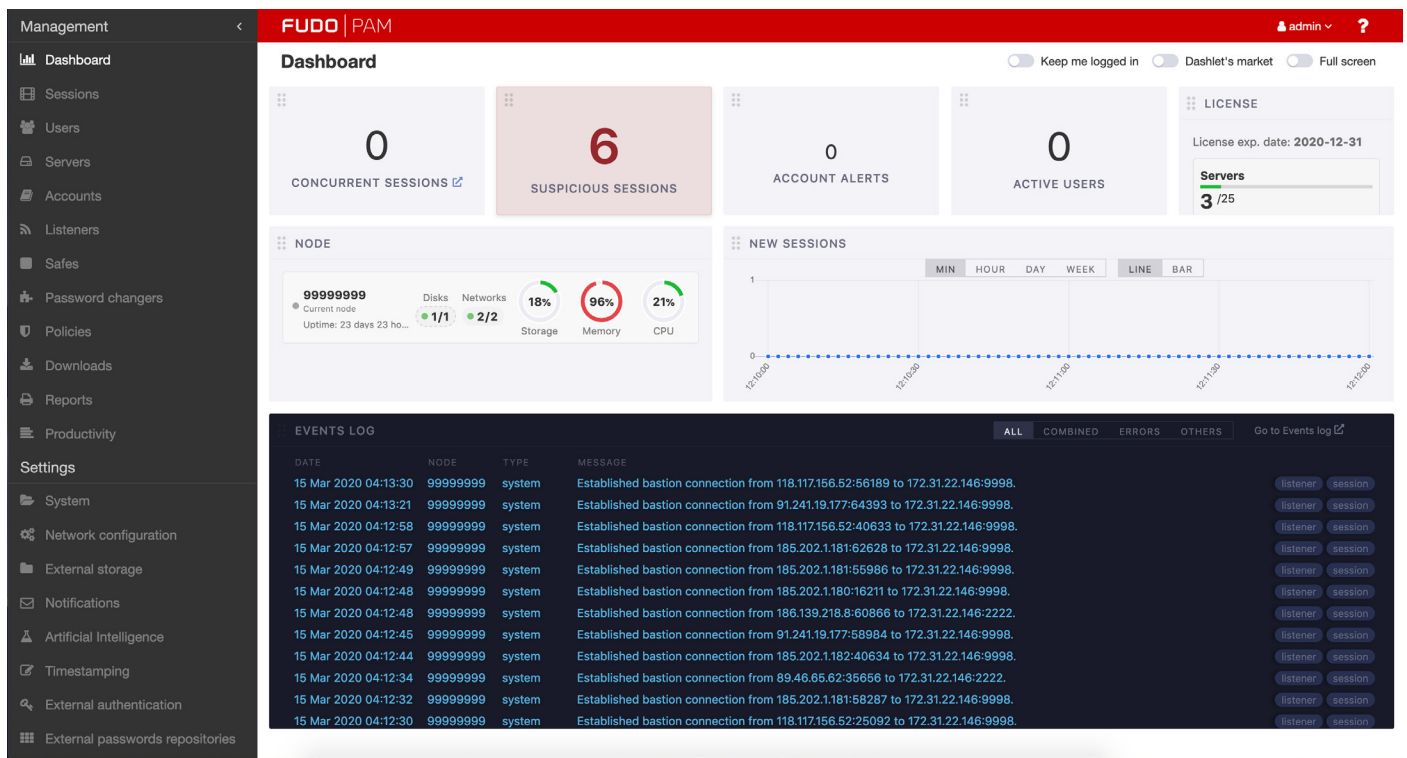 Management
Dashboard
Sessions
Users
Servers
Accounts
Listeners
Safes
Password changers
Policies
Downloads
Reports
Productivity
Settings
System
Network configuration
External storage
Notifications
Artificial Intelligence
Timestamping
External authentication
External passwords repositories
FUDO PAM
admin ?
Dashboard
Keep me logged in Dashlet's market Full screen
0
CONCURRENT SESSIONS
6
SUSPICIOUS SESSIONS
0
ACCOUNT ALERTS
0
ACTIVE USERS
LICENSE
License exp. date: 2020-12-31
Servers
3 /25
NODE
99999999
Current node
Uptime: 23 days 23 ho...
Disks Networks
1/1 2/2
18% 96% 21%
Storage Memory CPU
NEW SESSIONS
MIN HOUR DAY WEEK LINE BAR
1
0
12:10:00 12:10:30 12:11:00 12:11:30 12:12:00
EVENTS LOG
ALL COMBINED ERRORS OTHERS Go to Events log
DATE NODE TYPE MESSAGE
15 Mar 2020 04:13:30 99999999 system Established bastion connection from 118.117.156.52:56189 to 172.31.22.146:9998. listener session
15 Mar 2020 04:13:21 99999999 system Established bastion connection from 91.241.19.177:64393 to 172.31.22.146:9998. listener session
15 Mar 2020 04:12:58 99999999 system Established bastion connection from 118.117.156.52:40633 to 172.31.22.146:9998. listener session
15 Mar 2020 04:12:57 99999999 system Established bastion connection from 185.202.1.181:62628 to 172.31.22.146:9998. listener session
15 Mar 2020 04:12:49 99999999 system Established bastion connection from 185.202.1.181:55986 to 172.31.22.146:9998. listener session
15 Mar 2020 04:12:48 99999999 system Established bastion connection from 185.202.1.180:16211 to 172.31.22.146:9998. listener session
15 Mar 2020 04:12:48 99999999 system Established bastion connection from 186.139.218.8:60866 to 172.31.22.146:2222. listener session
15 Mar 2020 04:12:45 99999999 system Established bastion connection from 91.241.19.177:58984 to 172.31.22.146:9998. listener session
15 Mar 2020 04:12:44 99999999 system Established bastion connection from 185.202.1.182:40634 to 172.31.22.146:9998. listener session
15 Mar 2020 04:12:34 99999999 system Established bastion connection from 89.46.65.62:35656 to 172.31.22.146:2222. listener session
15 Mar 2020 04:12:32 99999999 system Established bastion connection from 185.202.1.181:58287 to 172.31.22.146:9998. listener session
15 Mar 2020 04:12:30 99999999 system Established bastion connection from 118.117.156.52:25092 to 172.31.22.146:9998. listener session